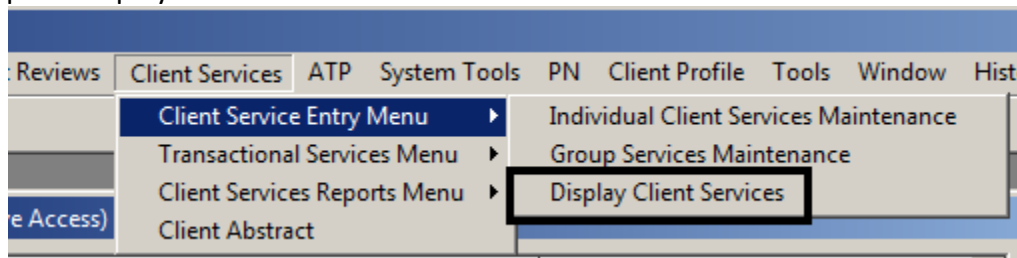 Reviews Client Services ATP System Tools PN Client Profile Tools Window Hist
Client Service Entry Menu Individual Client Services Maintenance
Transactional Services Menu Group Services Maintenance
Client Services Reports Menu Display Client Services
e Access) Client Abstract